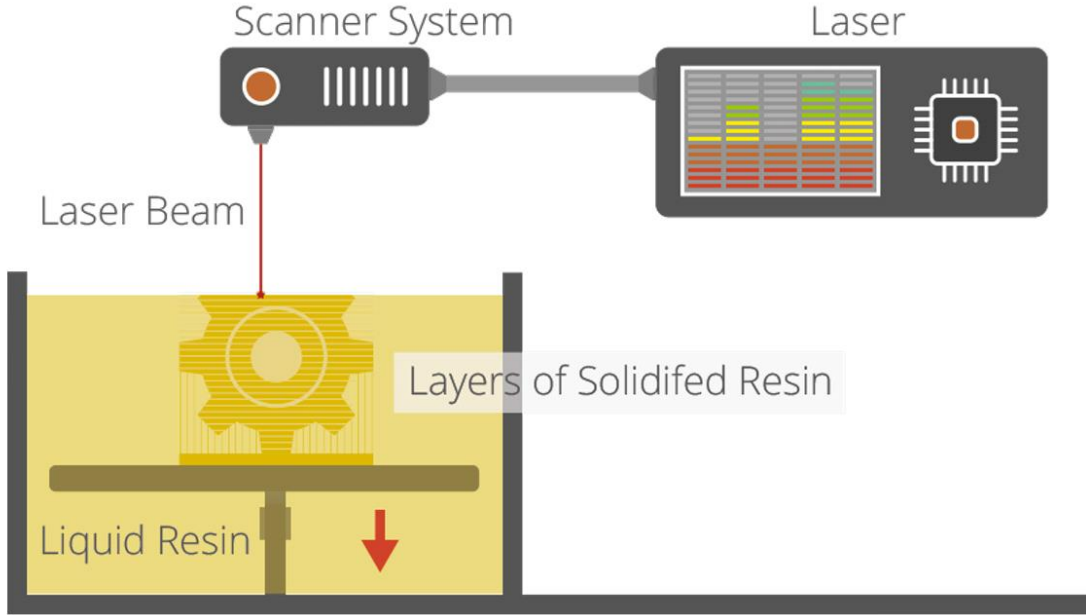 Scanner System
Laser
Laser Beam
Layers of Solidifed Resin
Liquid Resin